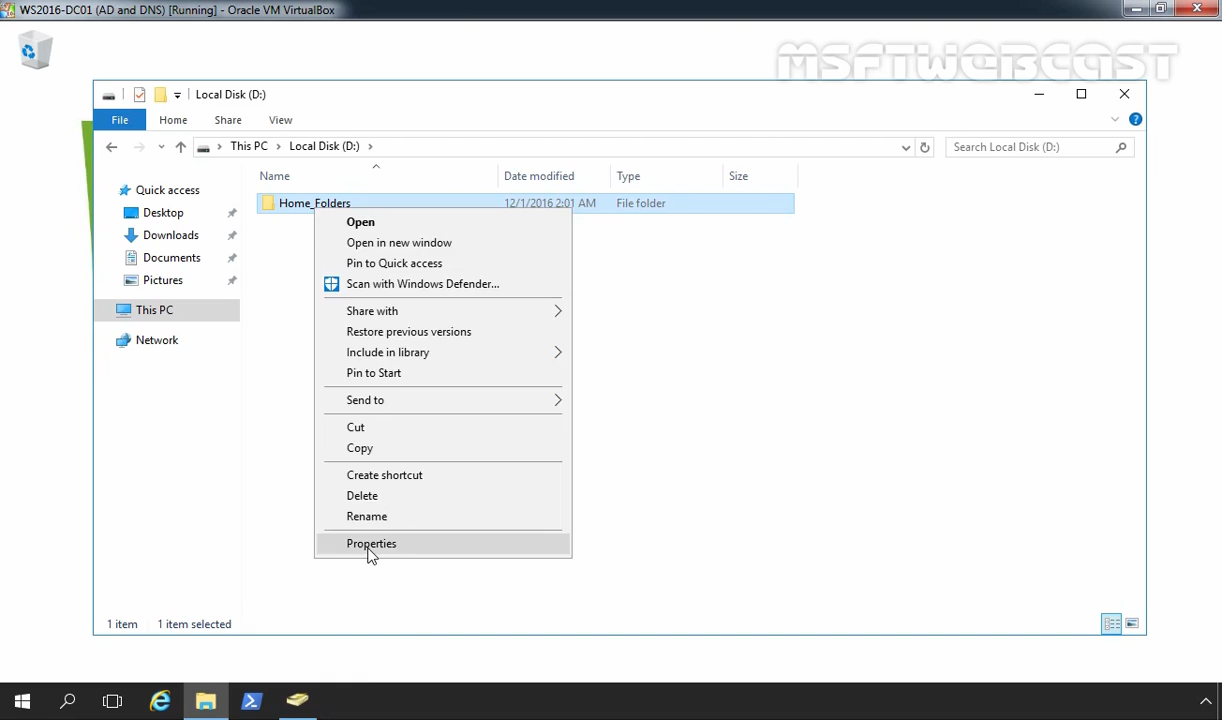 WS2016-DC01 (AD and DNS) [Running] - Oracle VM VirtualBox
MSFTWEBCAST
Local Disk (D:)
File Home Share View
This PC > Local Disk (D:) >
Search Local Disk (D:)
Name Date modified Type Size
Home_Folders 12/1/2016 2:01 AM File folder
Quick access
Desktop
Downloads
Documents
Pictures
This PC
Network
Open
Open in new window
Pin to Quick access
Scan with Windows Defender...
Share with
Restore previous versions
Include in library
Pin to Start
Send to
Cut
Copy
Create shortcut
Delete
Rename
Properties
1 item 1 item selected